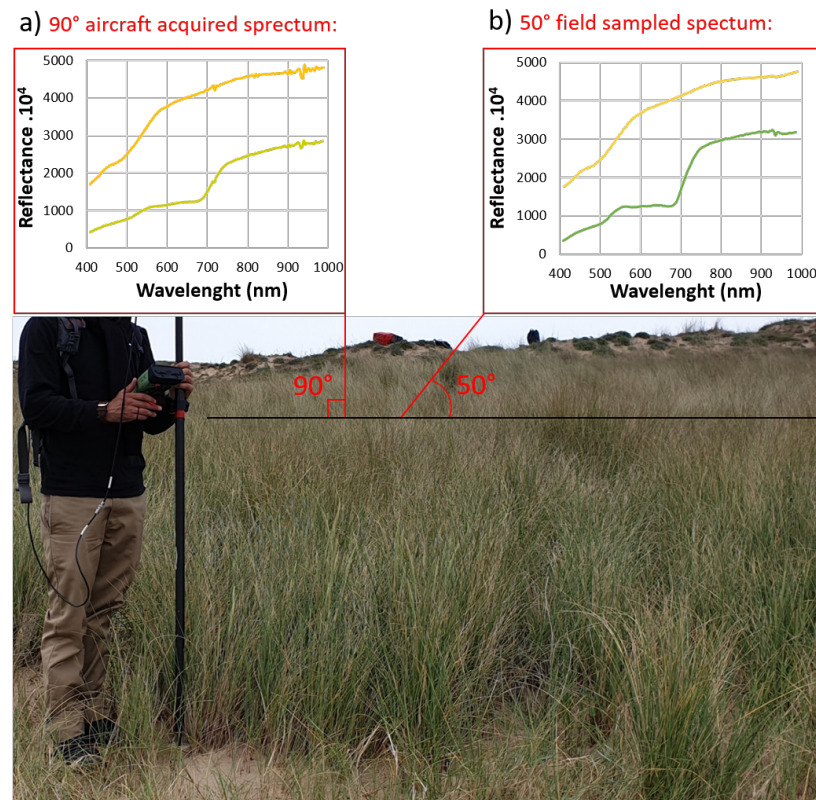 a) 90° aircraft acquired sprectum:
b) 50° field sampled spectum:
5000
4000
3000
2000
1000
0
Reflectance .10⁴
400 500 600 700 800 900 1000
Wavelenght (nm)
5000
4000
3000
2000
1000
0
Reflectance .10⁴
400 500 600 700 800 900 1000
Wavelenght (nm)
90°
50°